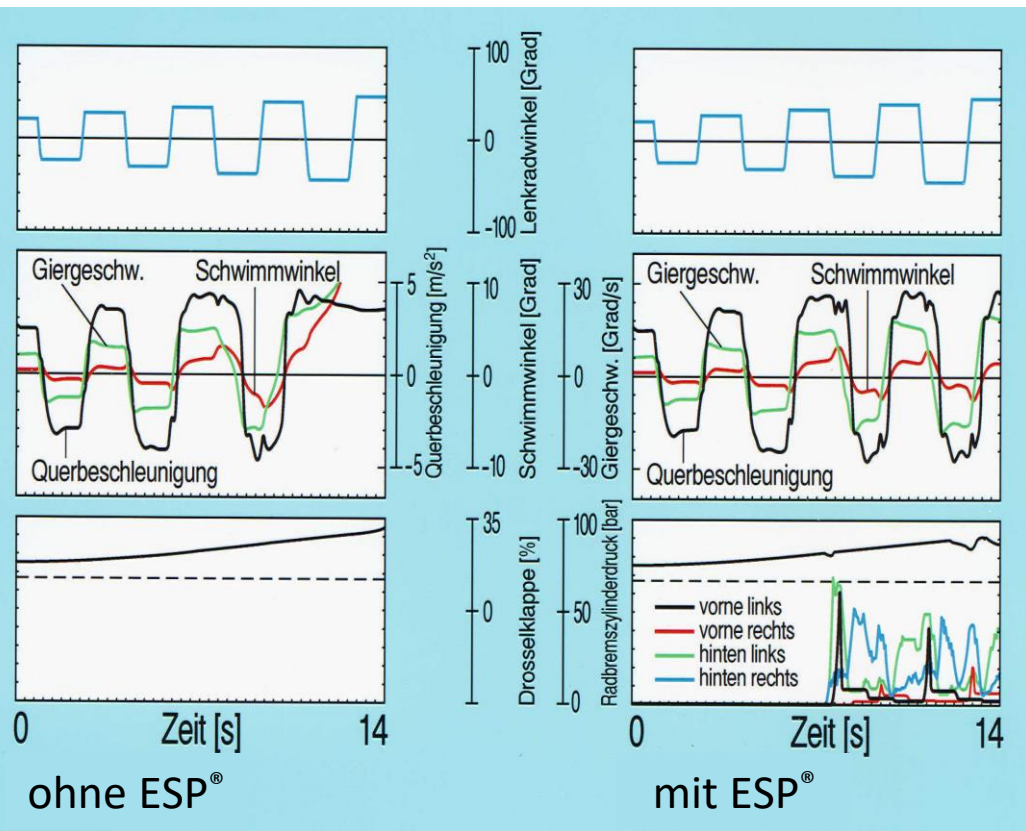 100
0
-100
Lenkradwinkel [Grad]
Giergeschw.
Schwimmwinkel
Querbeschleunigung
5
0
-5
Querbeschleunigung [m/s²]
10
0
-10
Schwimmwinkel [Grad]
30
0
-30
Giergeschw. [Grad/s]
Giergeschw.
Schwimmwinkel
Querbeschleunigung
35
0
Drosselklappe [%]
100
50
0
Radbremszylinderdruck [bar]
vorne links
vorne rechts
hinten links
hinten rechts
0
Zeit [s]
14
0
Zeit [s]
14
ohne ESP®
mit ESP®